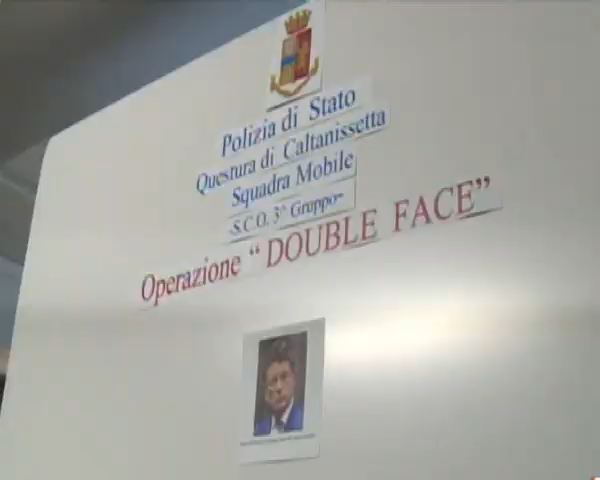 Polizia di Stato
Questura di Caltanissetta
Squadra Mobile
-S.C.O. 3^ Gruppo-
Operazione “ DOUBLE FACE”